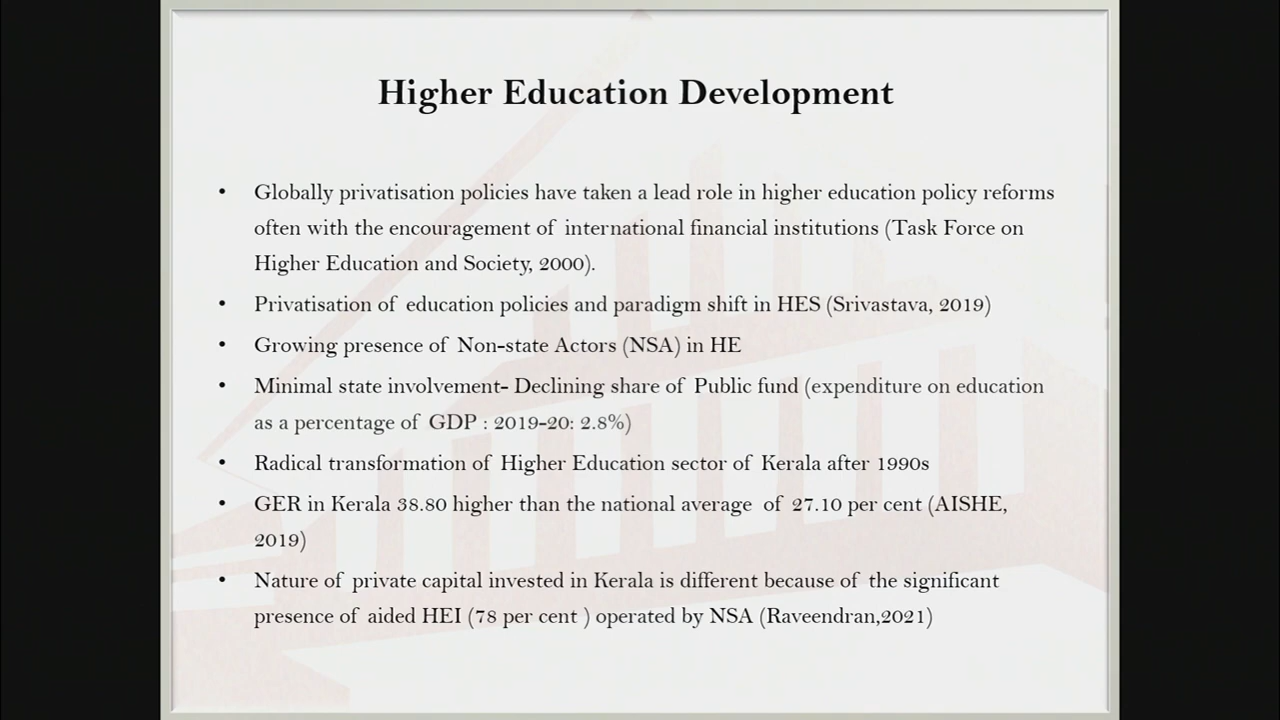 Higher Education Development
• Globally privatisation policies have taken a lead role in higher education policy reforms
often with the encouragement of international financial institutions (Task Force on
Higher Education and Society, 2000).
• Privatisation of education policies and paradigm shift in HES (Srivastava, 2019)
• Growing presence of Non-state Actors (NSA) in HE
• Minimal state involvement- Declining share of Public fund (expenditure on education
as a percentage of GDP : 2019-20: 2.8%)
• Radical transformation of Higher Education sector of Kerala after 1990s
• GER in Kerala 38.80 higher than the national average of 27.10 per cent (AISHE,
2019)
• Nature of private capital invested in Kerala is different because of the significant
presence of aided HEI (78 per cent ) operated by NSA (Raveendran,2021)